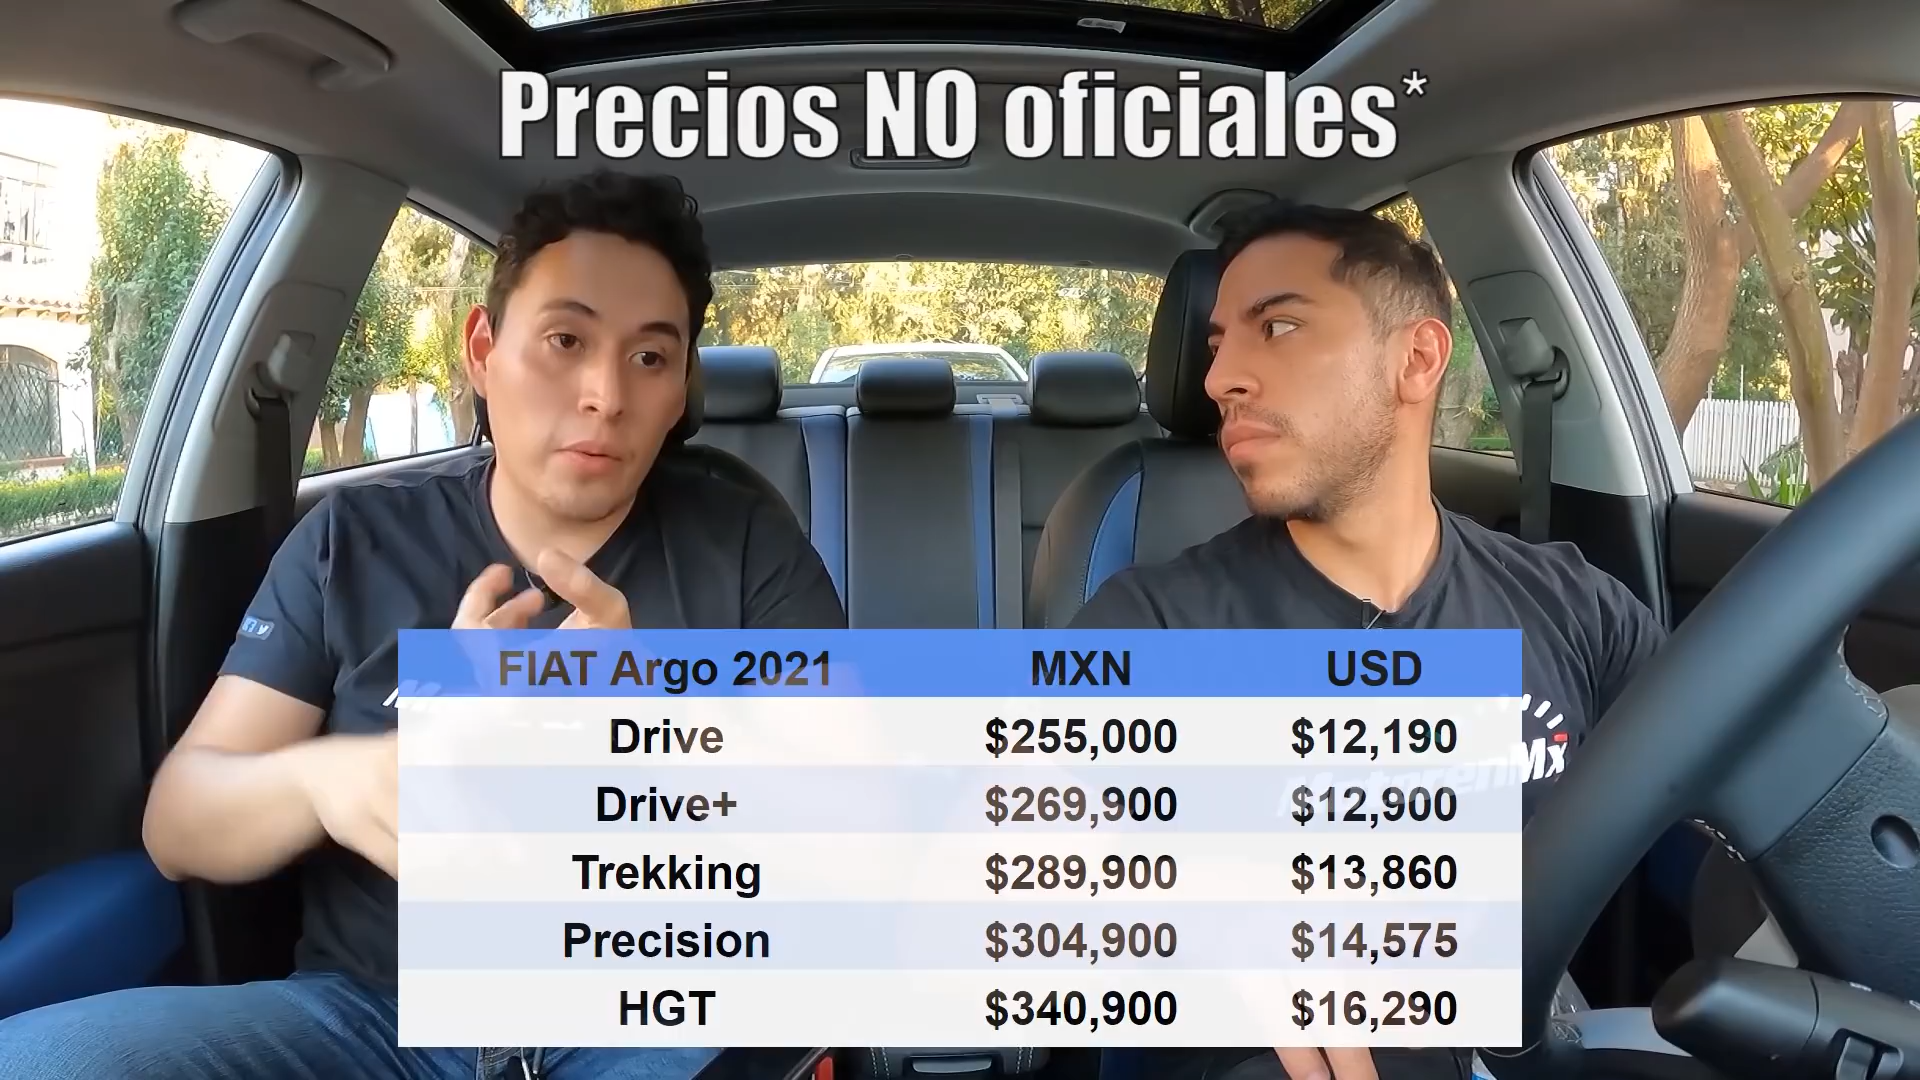 Precios NO oficiales*
FIAT Argo 2021 MXN USD
Drive $255,000 $12,190
Drive+ $269,900 $12,900
Trekking $289,900 $13,860
Precision $304,900 $14,575
HGT $340,900 $16,290
MotorenMx